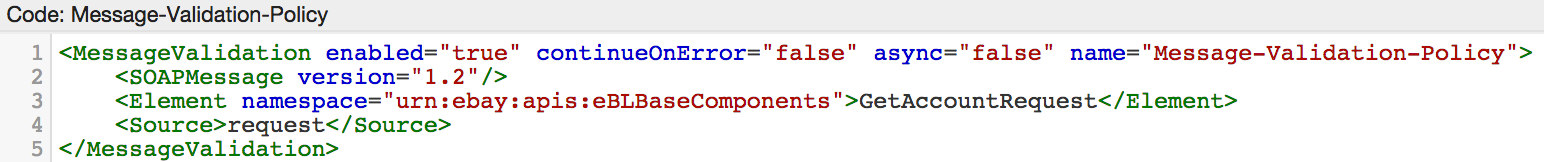 Code: Message-Validation-Policy
1 <MessageValidation enabled="true" continueOnError="false" async="false" name="Message-Validation-Policy">
2 <SOAPMessage version="1.2"/>
3 <Element namespace="urn:ebay:apis:eBLBaseComponents">GetAccountRequest</Element>
4 <Source>request</Source>
5 </MessageValidation>